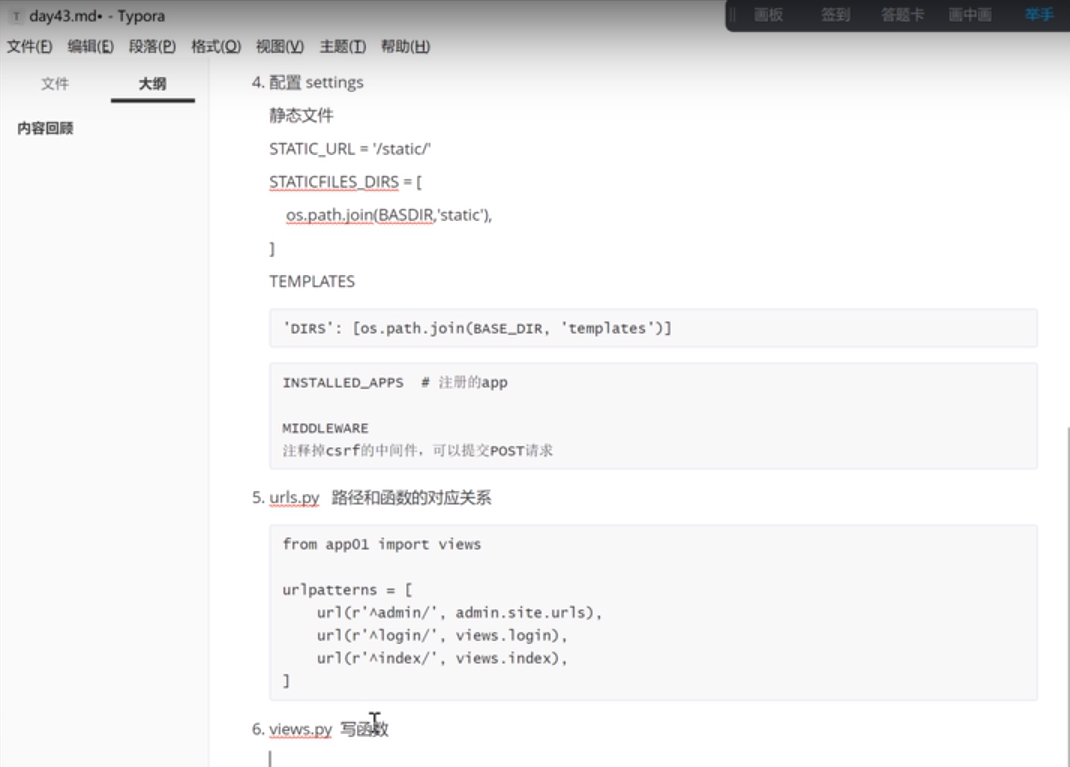 day43.md• - Typora
画板 签到 答题卡 画中画 举手
文件(F) 编辑(E) 段落(P) 格式(O) 视图(V) 主题(T) 帮助(H)
文件 大纲
内容回顾
4. 配置 settings
静态文件
STATIC_URL = '/static/'
STATICFILES_DIRS = [
os.path.join(BASDIR,'static'),
]
TEMPLATES
'DIRS': [os.path.join(BASE_DIR, 'templates')]
INSTALLED_APPS # 注册的app
MIDDLEWARE
注释掉csrf的中间件，可以提交POST请求
5. urls.py 路径和函数的对应关系
from app01 import views
urlpatterns = [
url(r'^admin/', admin.site.urls),
url(r'^login/', views.login),
url(r'^index/', views.index),
]
6. views.py 写函数